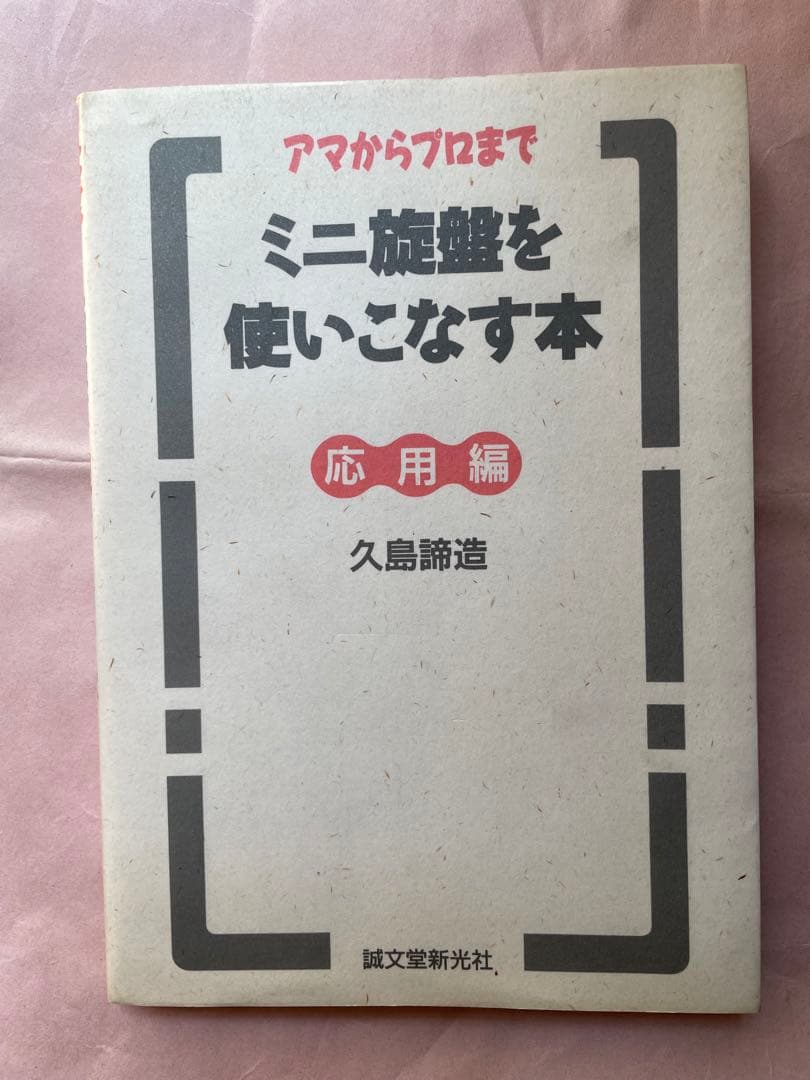 アマからプロまで
ミニ旋盤を
使いこなす本
応用編
久島諦造
誠文堂新光社